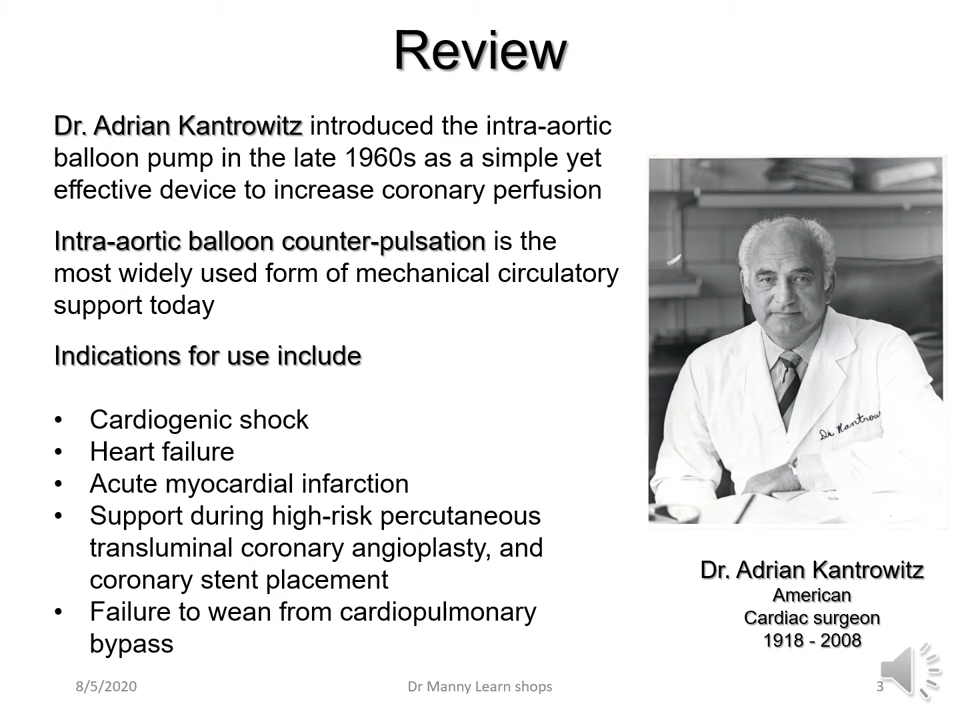 Review
Dr. Adrian Kantrowitz introduced the intra-aortic
balloon pump in the late 1960s as a simple yet
effective device to increase coronary perfusion
Intra-aortic balloon counter-pulsation is the
most widely used form of mechanical circulatory
support today
Indications for use include
• Cardiogenic shock
• Heart failure
• Acute myocardial infarction
• Support during high-risk percutaneous
transluminal coronary angioplasty, and
coronary stent placement
• Failure to wean from cardiopulmonary
bypass
Dr. Kantrow
Dr. Adrian Kantrowitz
American
Cardiac surgeon
1918 - 2008
8/5/2020
Dr Manny Learn shops
3